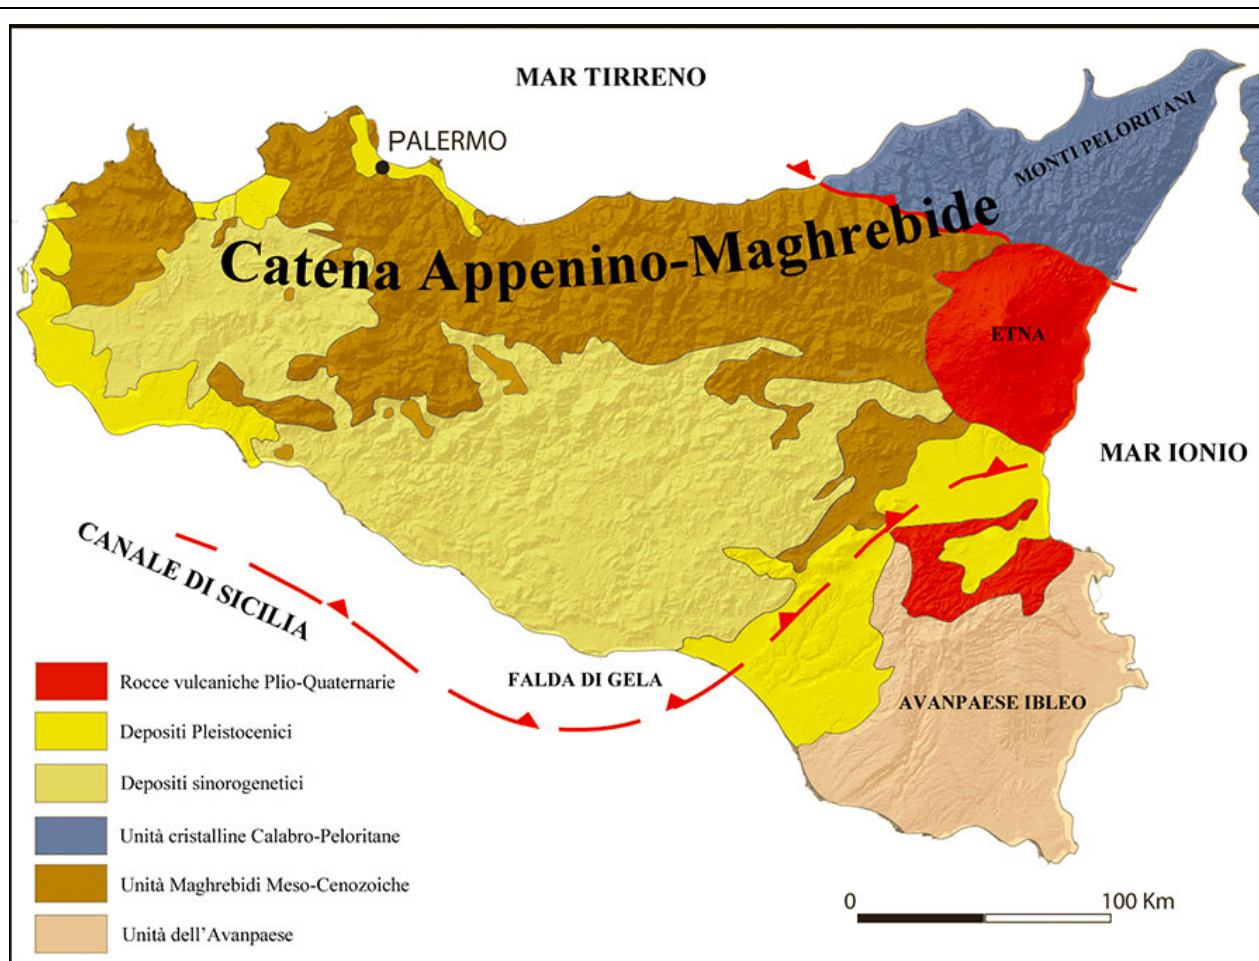 MAR TIRRENO
PALERMO
MONTI PELORITANI
Catena Appenino-Maghrebide
ETNA
MAR IONIO
CANALE DI SICILIA
FALDA DI GELA
AVANPAESE IBLEO
Rocce vulcaniche Plio-Quaternarie
Depositi Pleistocenici
Depositi sinorogenetici
Unità cristalline Calabro-Peloritane
Unità Maghrebidi Meso-Cenozoiche
Unità dell'Avanpaese
0 100 Km